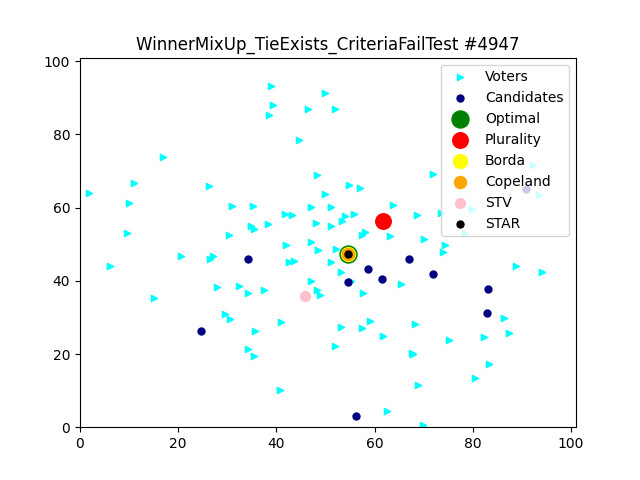 WinnerMixUp_TieExists_CriteriaFailTest #4947
100
80
60
40
20
0
0
20
40
60
80
100
Voters
Candidates
Optimal
Plurality
Borda
Copeland
STV
STAR